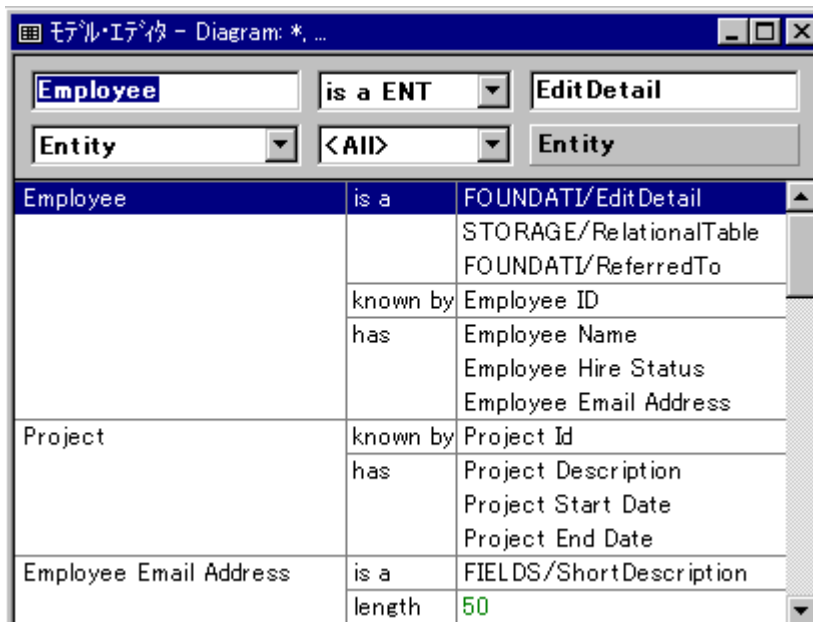 ﾓﾃﾞﾙ･ｴﾃﾞｨﾀ - Diagram: *, ...
Employee is a ENT EditDetail
Entity <All> Entity
Employee is a FOUNDATI/EditDetail
STORAGE/RelationalTable
FOUNDATI/ReferredTo
known by Employee ID
has Employee Name
Employee Hire Status
Employee Email Address
Project known by Project Id
has Project Description
Project Start Date
Project End Date
Employee Email Address is a FIELDS/ShortDescription
length 50